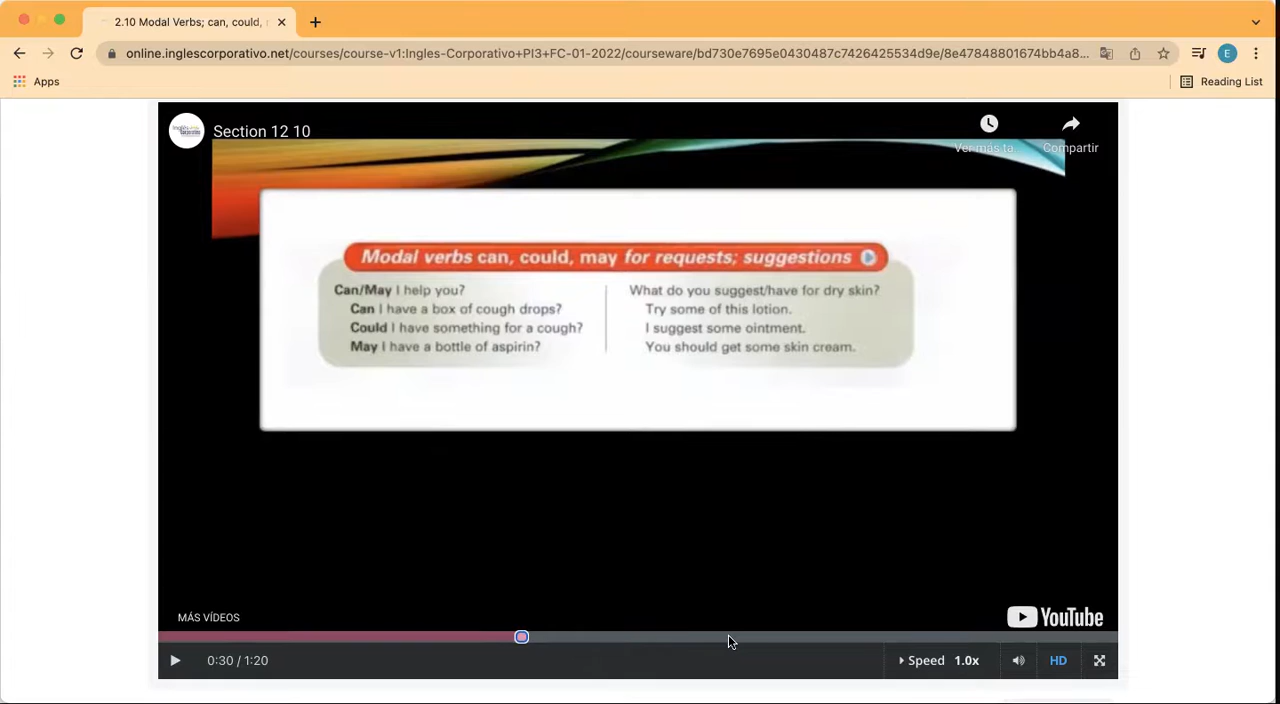 2.10 Modal Verbs; can, could,
online.inglescorporativo.net/courses/course-v1:Ingles-Corporativo+PI3+FC-01-2022/courseware/bd730e7695e0430487c7426425534d9e/8e47848801674bb4a8...
E
Apps
Reading List
Section 12 10
Ver más ta...
Compartir
Modal verbs can, could, may for requests; suggestions
Can/May I help you?
Can I have a box of cough drops?
Could I have something for a cough?
May I have a bottle of aspirin?
What do you suggest/have for dry skin?
Try some of this lotion.
I suggest some ointment.
You should get some skin cream.
MÁS VÍDEOS
YouTube
0:30 / 1:20
Speed 1.0x
HD